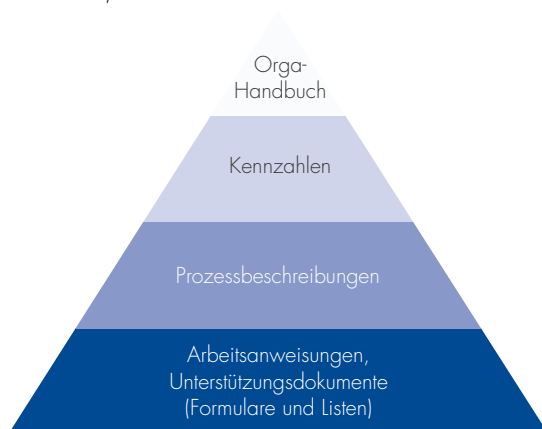 Orga-
Handbuch
Kennzahlen
Prozessbeschreibungen
Arbeitsanweisungen,
Unterstützungsdokumente
(Formulare und Listen)